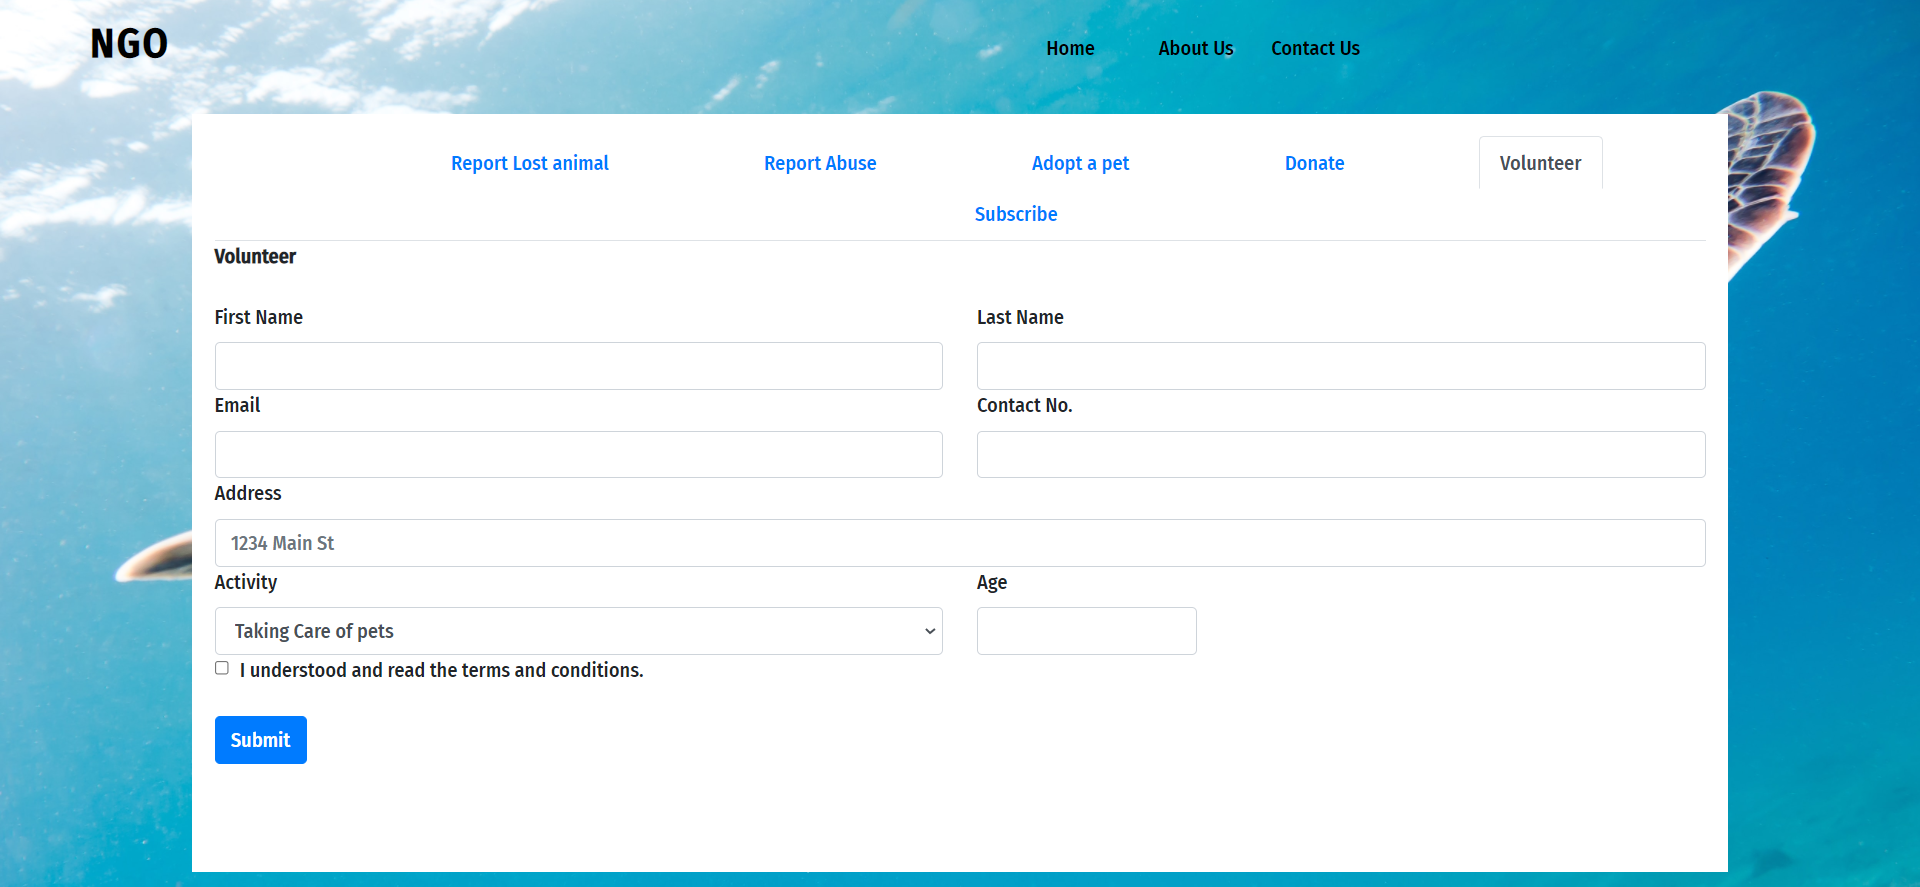 NGO
Home About Us Contact Us
Report Lost animal Report Abuse Adopt a pet Donate Volunteer
Subscribe
Volunteer
First Name Last Name
Email Contact No.
Address
1234 Main St
Activity Age
Taking Care of pets
I understood and read the terms and conditions.
Submit